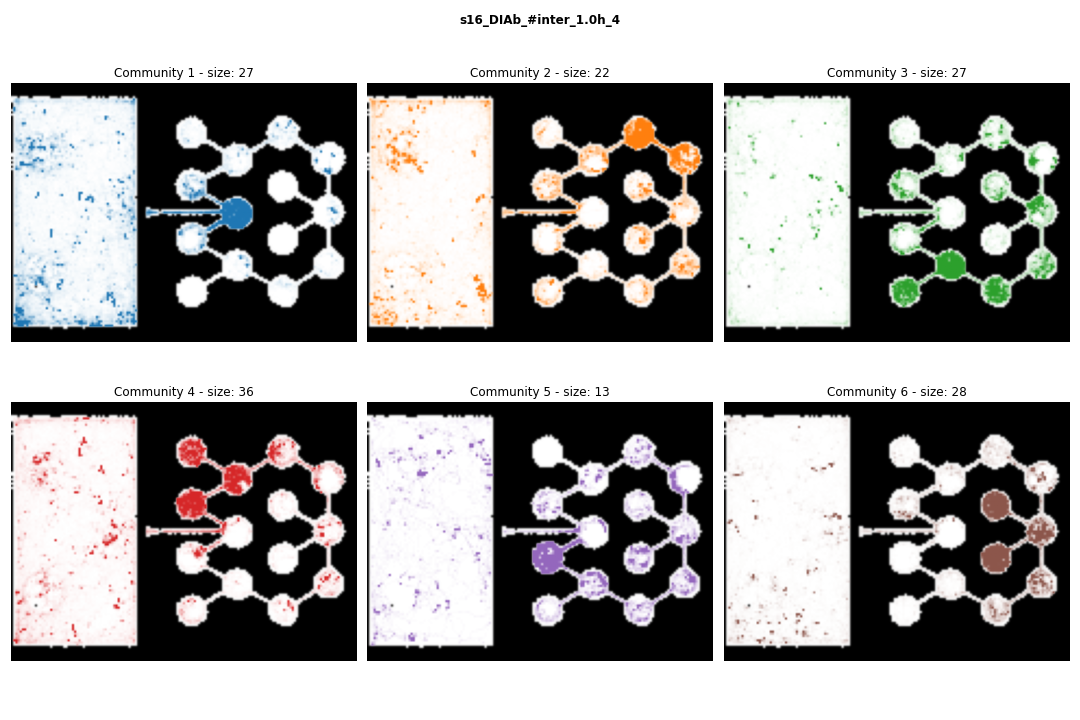 s16_DIAb_#inter_1.0h_4
Community 1 - size: 27
Community 2 - size: 22
Community 3 - size: 27
Community 4 - size: 36
Community 5 - size: 13
Community 6 - size: 28